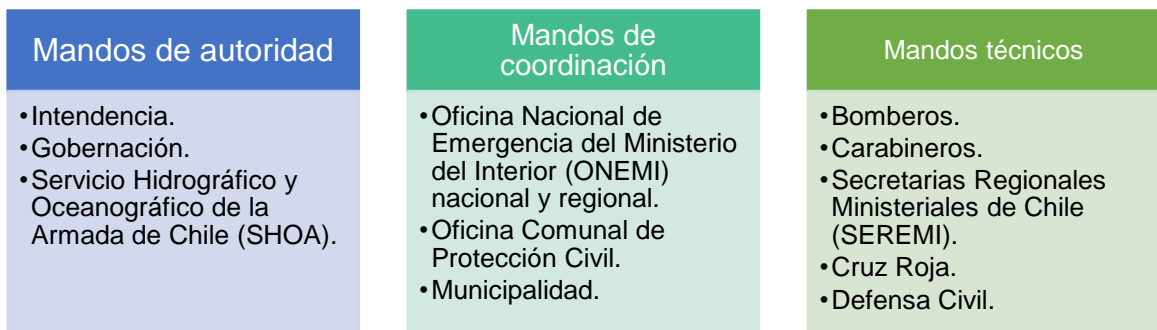 Mandos de autoridad
•Intendencia.
•Gobernación.
•Servicio Hidrográfico y
Oceanográfico de la
Armada de Chile (SHOA).
Mandos de
coordinación
•Oficina Nacional de
Emergencia del Ministerio
del Interior (ONEMI)
nacional y regional.
•Oficina Comunal de
Protección Civil.
•Municipalidad.
Mandos técnicos
•Bomberos.
•Carabineros.
•Secretarias Regionales
Ministeriales de Chile
(SEREMI).
•Cruz Roja.
•Defensa Civil.